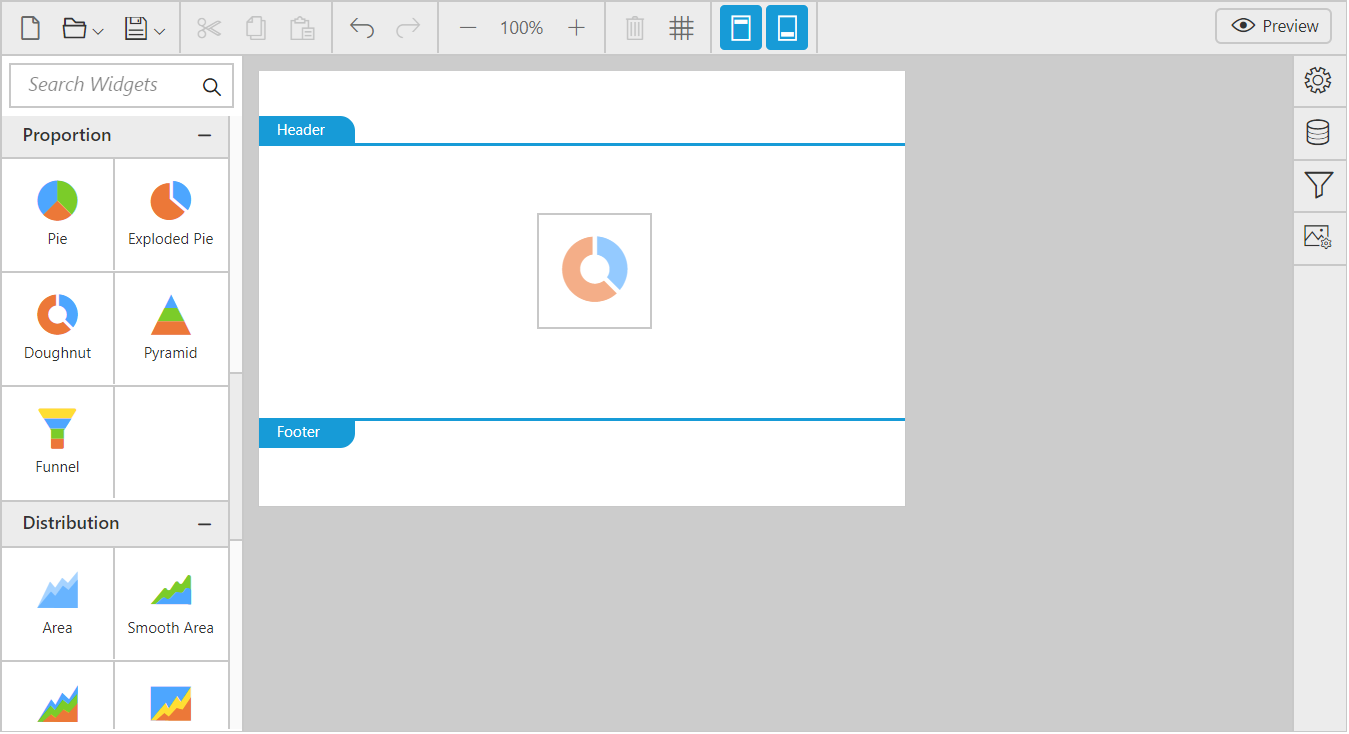 100%
Preview
Search Widgets
Proportion
Pie
Exploded Pie
Doughnut
Pyramid
Funnel
Distribution
Area
Smooth Area
Header
Footer